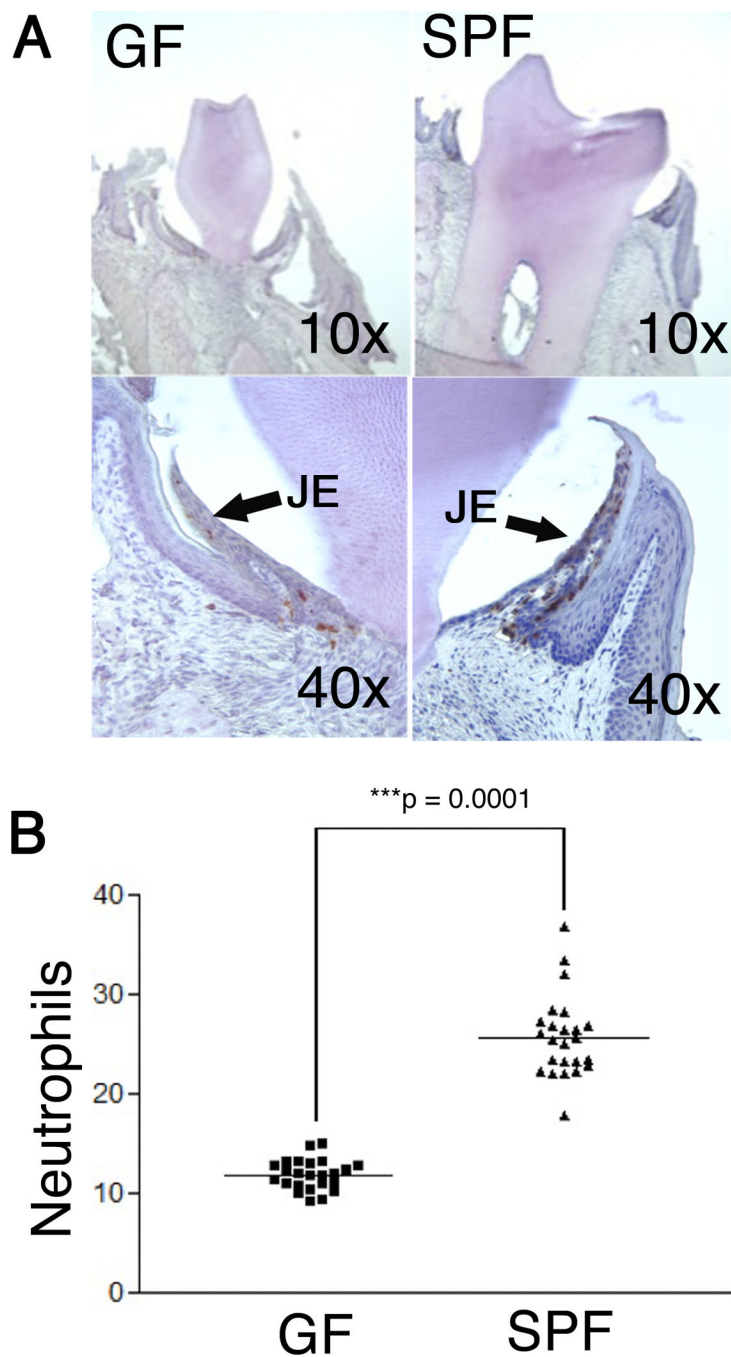 A
GF
SPF
10x
10x
JE
JE
40x
40x
***p = 0.0001
B
40
30
20
10
0
Neutrophils
GF
SPF